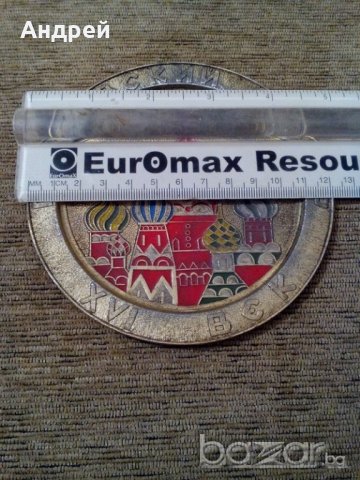 Андрей
СКИЙ
EurOmax Resou
EurOmax
MM 1CM 2 3 4 5 6 7 8 9 10 11 12 13
XVI ВСК
bazar.bg